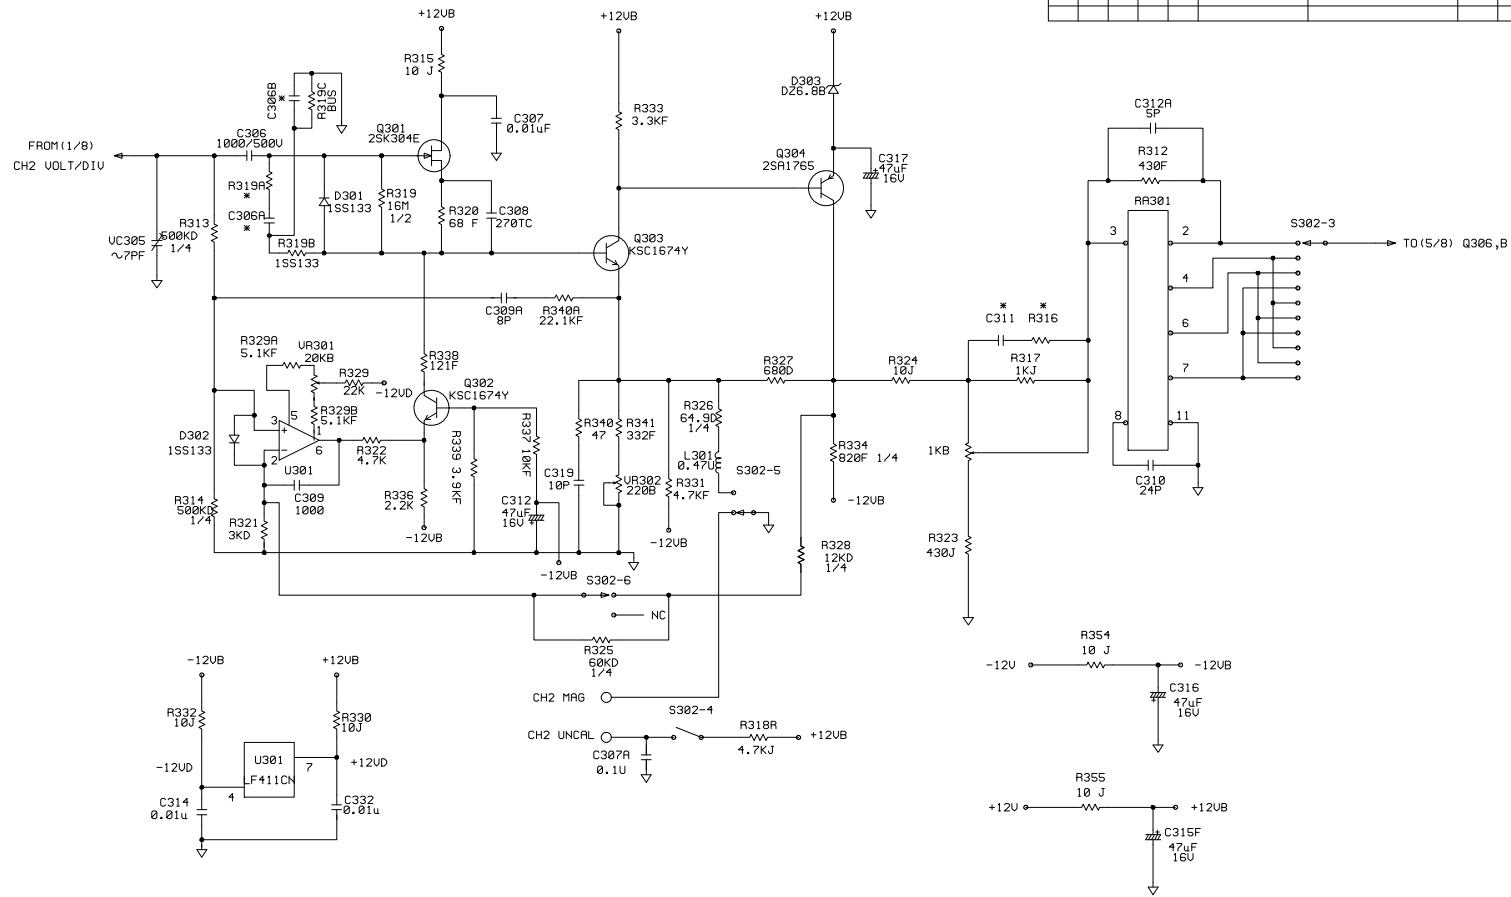 +12VB
+12VB
+12VB
R315
10 J
D303
DZ6.8B
C306B
*
R319C
BUS
C307
0.01uF
R333
3.3KF
C312A
5P
Q301
2SK304E
C306
1000/500V
FROM(1/8)
CH2 VOLT/DIV
Q304
2SA1765
C317
47uF
16V
R312
430F
R319A
*
D301
1SS133
R319
16M
1/2
R320
68 F
C308
270TC
RA301
C306A
*
R313
500KD
1/4
VC305
~7PF
R319B
1SS133
Q303
KSC1674Y
3
2
S302-3
TO(5/8) Q306,B
4
C309A
8P
R340A
22.1KF
*
C311
*
R316
6
R329A
5.1KF
VR301
20KB
R338
121F
R329
22K
-12VD
Q302
KSC1674Y
R327
680D
R324
10J
R317
1KJ
7
R329B
5.1KF
5
3
+
1
6
-
2
U301
D302
1SS133
R322
4.7K
R339 3.9KF
R337 10KF
R340
47
R341
332F
R326
64.9D
1/4
L301
0.47U
S302-5
R334
820F 1/4
1KB
8
11
C309
1000
C319
10P
VR302
220B
R331
4.7KF
C310
24P
R314
500KD
1/4
R321
3KD
R336
2.2K
C312
47uF
16V
-12VB
-12VB
-12VB
-12VB
R328
12KD
1/4
R323
430J
S302-6
NC
R325
60KD
1/4
-12VB
+12VB
R354
10 J
-12V
-12VB
CH2 MAG
C316
47uF
16V
R332
10J
R330
10J
S302-4
CH2 UNCAL
R318R
4.7KJ
+12VB
C307A
0.1U
U301
LF411CN
7
4
-12VD
+12VD
C314
0.01u
C332
0.01u
R355
10 J
+12V
+12VB
C315F
47uF
16V